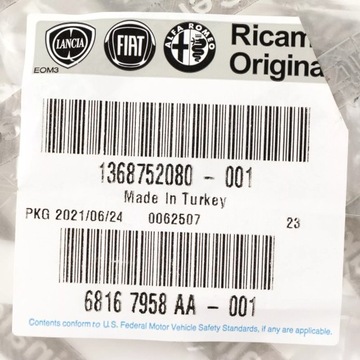 LANCIA FIAT ALFA ROMEO
EOM3
Ricam
Origina
1368752080 - 001
Made In Turkey
PKG 2021/06/24 0062507 23
6816 7958 AA - 001
Contents conform to U.S. Federal Motor Vehicle Safety Standards, if any are applicable.